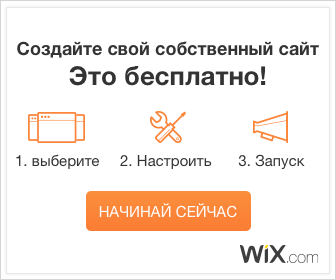 Создайте свой собственный сайт
Это бесплатно!
1. выберите 2. Настроить 3. Запуск
НАЧИНАЙ СЕЙЧАС
WiX.com